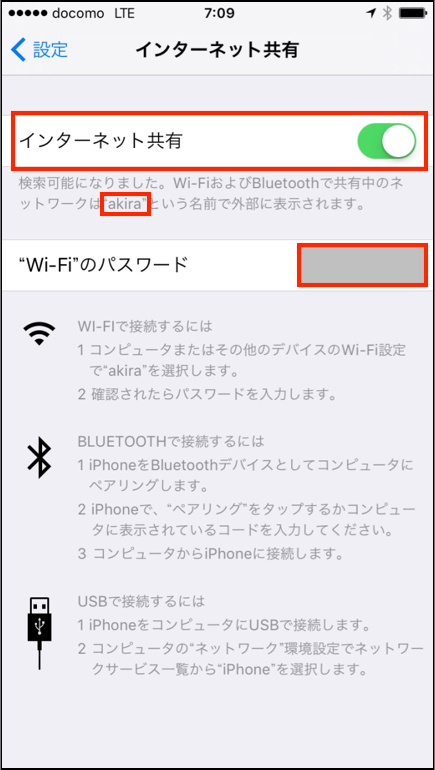 docomo LTE 7:09
設定 インターネット共有
インターネット共有
検索可能になりました。Wi-FiおよびBluetoothで共有中のネ
ットワークは“akira”という名前で外部に表示されます。
“Wi-Fi”のパスワード
WI-FIで接続するには
1 コンピュータまたはその他のデバイスのWi-Fi設定
で“akira”を選択します。
2 確認されたらパスワードを入力します。
BLUETOOTHで接続するには
1 iPhoneをBluetoothデバイスとしてコンピュータに
ペアリングします。
2 iPhoneで、“ペアリング”をタップするかコンピュー
タに表示されているコードを入力してください。
3 コンピュータからiPhoneに接続します。
USBで接続するには
1 iPhoneをコンピュータにUSBで接続します。
2 コンピュータの“ネットワーク”環境設定でネットワー
クサービス一覧から“iPhone”を選択します。